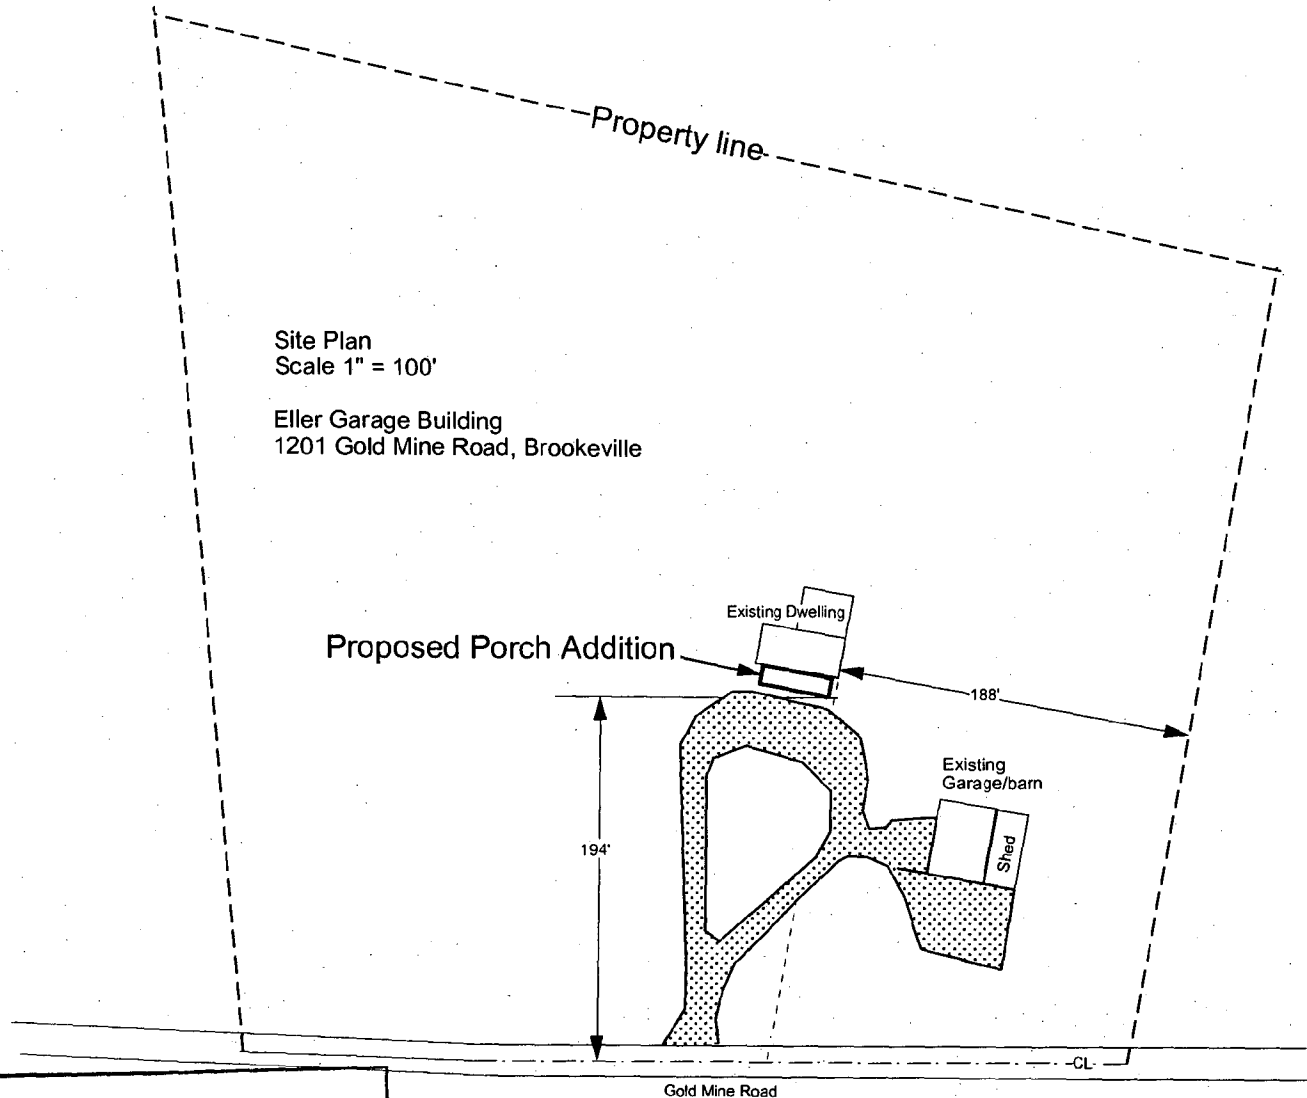 Property line
Site Plan
Scale 1" = 100'
Eller Garage Building
1201 Gold Mine Road, Brookeville
Existing Dwelling
Proposed Porch Addition
188'
Existing
Garage/barn
Shed
194'
CL
Gold Mine Road